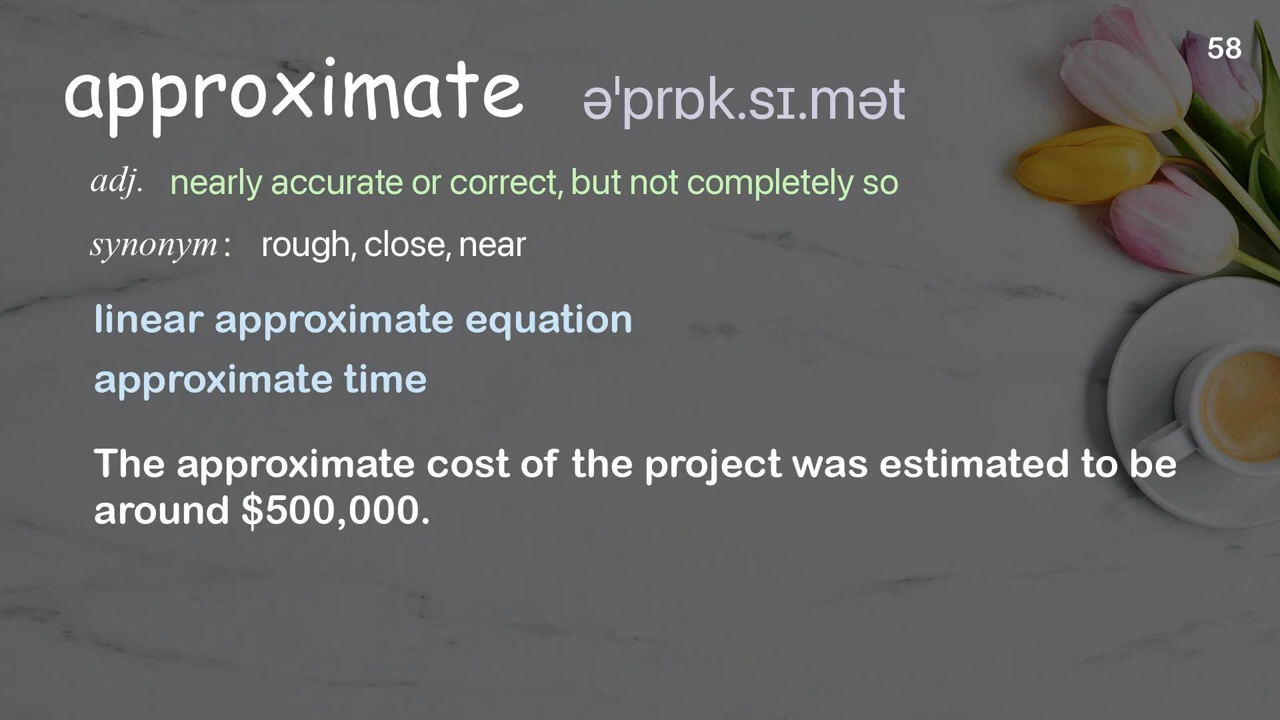 58
approximate əˈprɒk.sɪ.mət
adj. nearly accurate or correct, but not completely so
synonym: rough, close, near
linear approximate equation
approximate time
The approximate cost of the project was estimated to be
around $500,000.